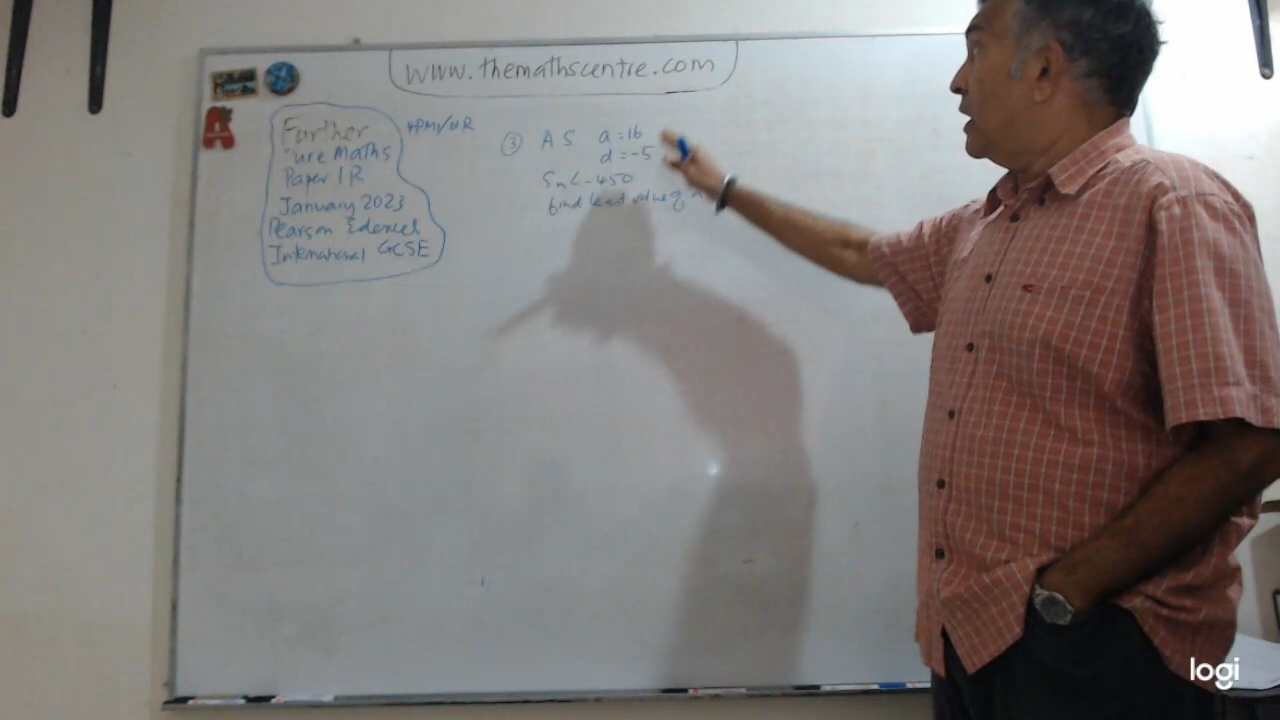 www.themathscentre.com
Further
Pure Maths
Paper 1R
January 2023
Pearson Edexcel
International GCSE
4PM1/01R
③ A S a = 16
d = -5
Sn < -450
find least value of n
logi